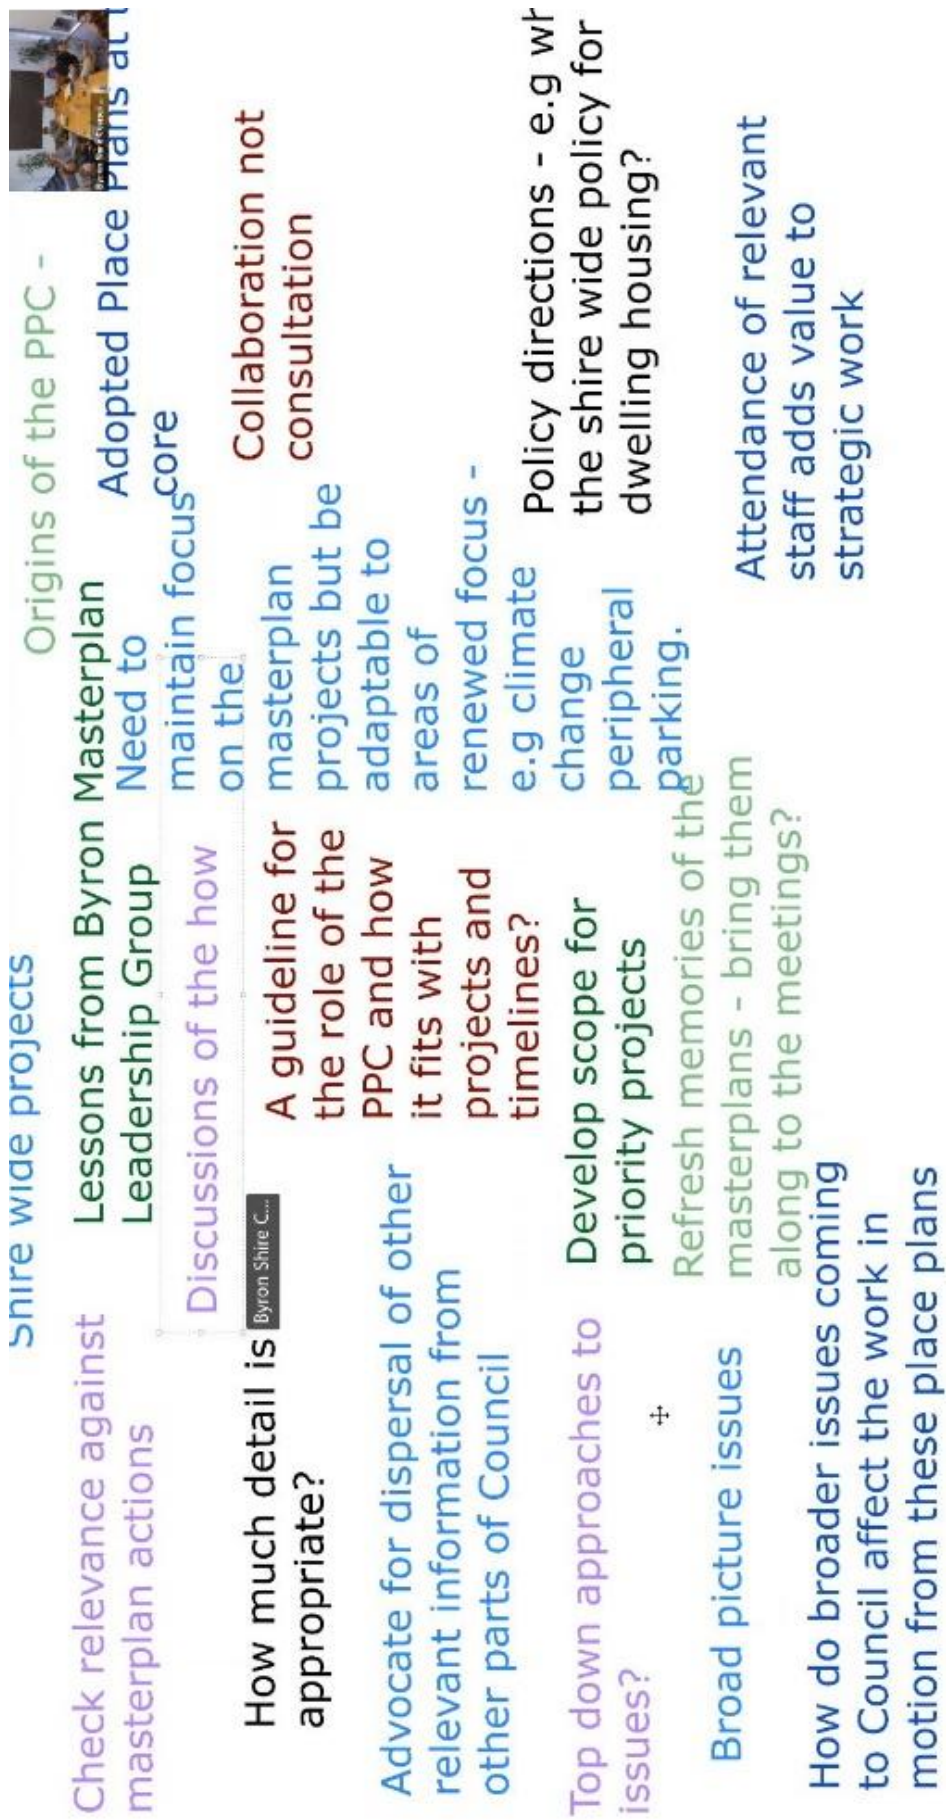 Shire wide projects
Check relevance against
masterplan actions
How much detail is
appropriate?
Byron Shire C...
Advocate for dispersal of other
relevant information from
other parts of Council
Top down approaches to
issues?
Broad picture issues
How do broader issues coming
to Council affect the work in
motion from these place plans
Lessons from Byron Masterplan
Leadership Group
Discussions of the how
A guideline for
the role of the
PPC and how
it fits with
projects and
timelines?
Develop scope for
priority projects
Refresh memories of the
masterplans - bring them
along to the meetings?
Need to
maintain focus
on the
masterplan
projects but be
adaptable to
areas of
renewed focus -
e.g climate
change
peripheral
parking.
Origins of the PPC -
Adopted Place Plans at
core
Collaboration not
consultation
Policy directions - e.g
the shire wide policy for
dwelling housing?
Attendance of relevant
staff adds value to
strategic work